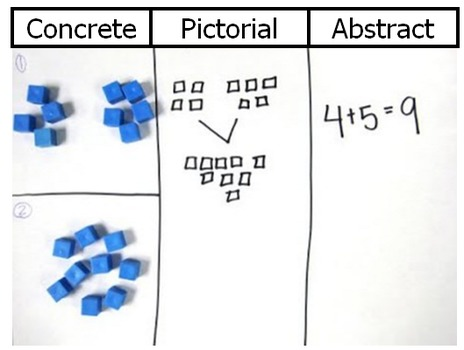 Concrete Pictorial Abstract
①
4+5=9
②